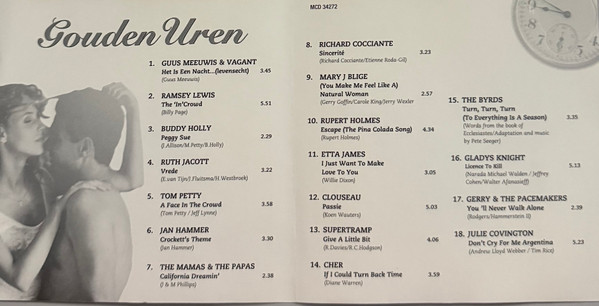 Gouden Uren
MCD 34272
1. GUUS MEEUWIS & VAGANT
Het Is Een Nacht...(levensecht) 3.45
(Guus Meeuwis)
2. RAMSEY LEWIS
The 'In'Crowd 5.51
(Billy Page)
3. BUDDY HOLLY
Peggy Sue 2.29
(J.Allison/M.Petty/B.Holly)
4. RUTH JACOTT
Vrede 3.22
(E.van Tijn/J.Fluitsma/H.Westbroek)
5. TOM PETTY
A Face In The Crowd 3.58
(Tom Petty / Jeff Lynne)
6. JAN HAMMER
Crockett's Theme 3.30
(Jan Hammer)
7. THE MAMAS & THE PAPAS
California Dreamin' 2.38
(J & M Phillips)
8. RICHARD COCCIANTE
Sincerité 3.23
(Richard Cocciante/Etienne Roda-Gil)
9. MARY J BLIGE
(You Make Me Feel Like A)
Natural Woman 2.57
(Gerry Goffin/Carole King/Jerry Wexler
10. RUPERT HOLMES
Escape (The Pina Colada Song) 4.34
(Rupert Holmes)
11. ETTA JAMES
I Just Want To Make
Love To You 3.05
(Willie Dixon)
12. CLOUSEAU
Passie 5.03
(Koen Wauters)
13. SUPERTRAMP
Give A Little Bit 4.06
(R.Davies/R.C.Hodgson)
14. CHER
If I Could Turn Back Time 3.59
(Diane Warren)
15. THE BYRDS
Turn, Turn, Turn
(To Everything Is A Season) 3.35
(Words from the book of
Ecclesiastes/Adaptation and music
by Pete Seeger)
16. GLADYS KNIGHT
Licence To Kill 5.13
(Narada Michael Walden / Jeffrey
Cohen/Walter Afanasieff)
17. GERRY & THE PACEMAKERS
You 'll Never Walk Alone 2.39
(Rodgers/Hammerstein II)
18. JULIE COVINGTON
Don't Cry For Me Argentina 5.23
(Andrew Lloyd Webber / Tim Rice)